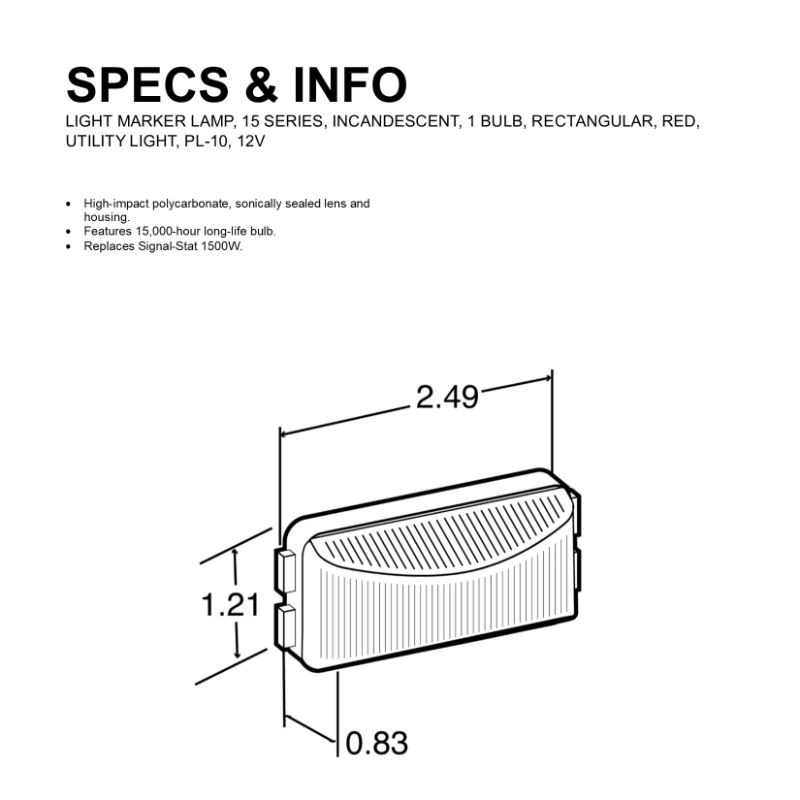 SPECS & INFO
LIGHT MARKER LAMP, 15 SERIES, INCANDESCENT, 1 BULB, RECTANGULAR, RED,
UTILITY LIGHT, PL-10, 12V
• High-impact polycarbonate, sonically sealed lens and
housing.
• Features 15,000-hour long-life bulb.
• Replaces Signal-Stat 1500W.
2.49
1.21
0.83